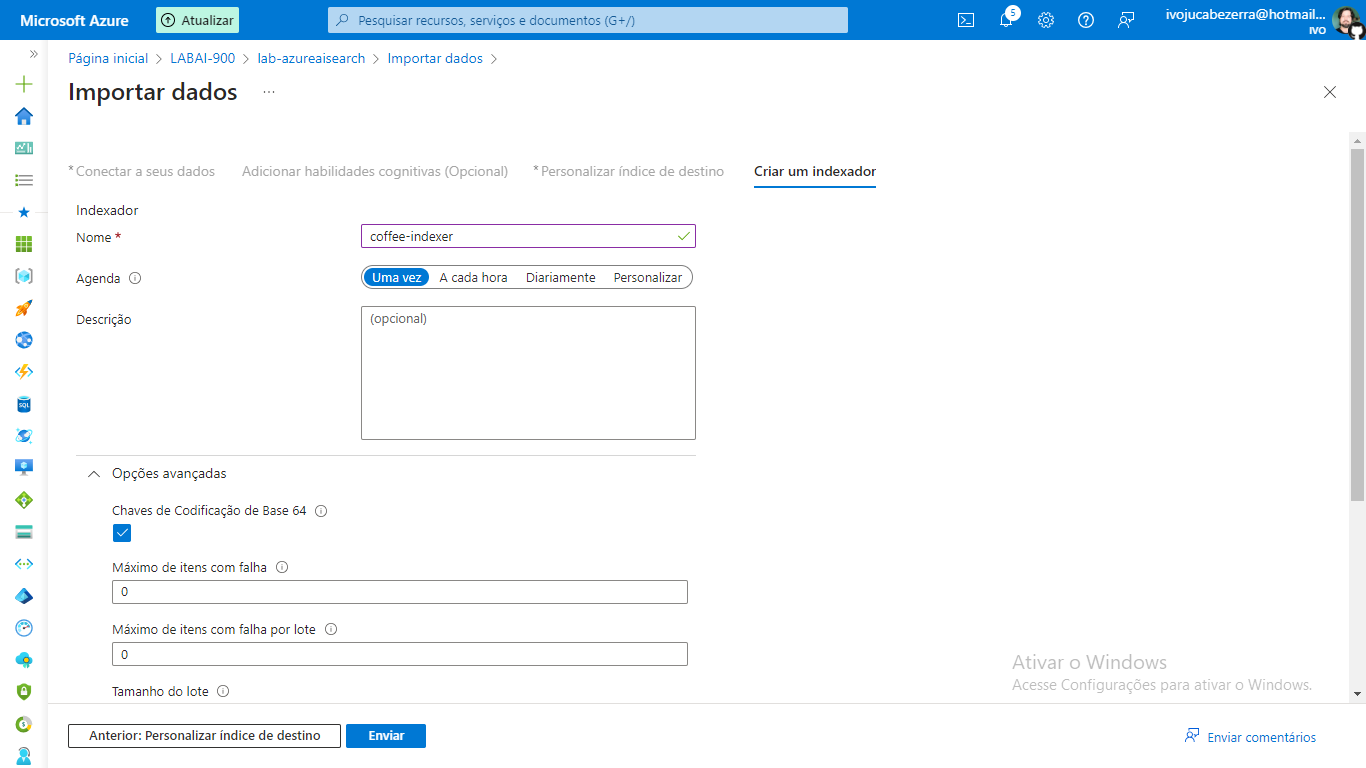 Microsoft Azure
Atualizar
Pesquisar recursos, serviços e documentos (G+/)
5
ivojucabezerra@hotmail...
IVO
Página inicial > LABAI-900 > lab-azureaisearch > Importar dados >
Importar dados ...
* Conectar a seus dados
Adicionar habilidades cognitivas (Opcional)
* Personalizar índice de destino
Criar um indexador
Indexador
Nome *
coffee-indexer
Agenda
Uma vez
A cada hora
Diariamente
Personalizar
Descrição
(opcional)
Opções avançadas
Chaves de Codificação de Base 64
Máximo de itens com falha
0
Máximo de itens com falha por lote
0
Tamanho do lote
Ativar o Windows
Acesse Configurações para ativar o Windows.
Anterior: Personalizar índice de destino
Enviar
Enviar comentários
SQL